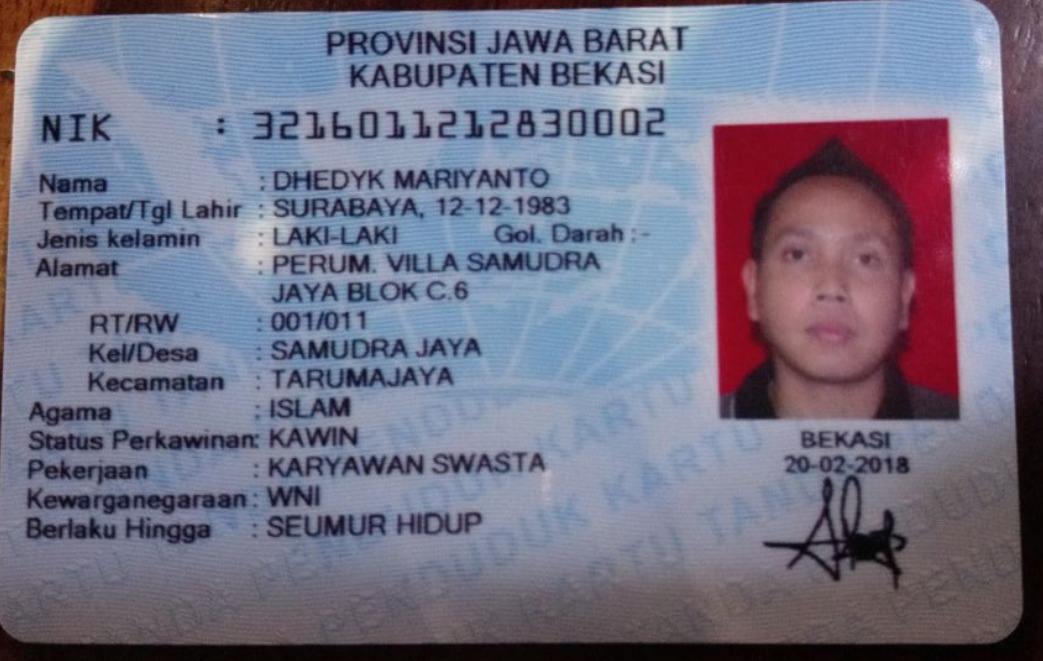 PROVINSI JAWA BARAT
KABUPATEN BEKASI
NIK : 3216011212830002
Nama : DHEDYK MARIYANTO
Tempat/Tgl Lahir : SURABAYA, 12-12-1983
Jenis kelamin : LAKI-LAKI Gol. Darah :-
Alamat : PERUM. VILLA SAMUDRA
JAYA BLOK C.6
RT/RW : 001/011
Kel/Desa : SAMUDRA JAYA
Kecamatan : TARUMAJAYA
Agama : ISLAM
Status Perkawinan: KAWIN
Pekerjaan : KARYAWAN SWASTA
Kewarganegaraan : WNI
Berlaku Hingga : SEUMUR HIDUP
BEKASI
20-02-2018